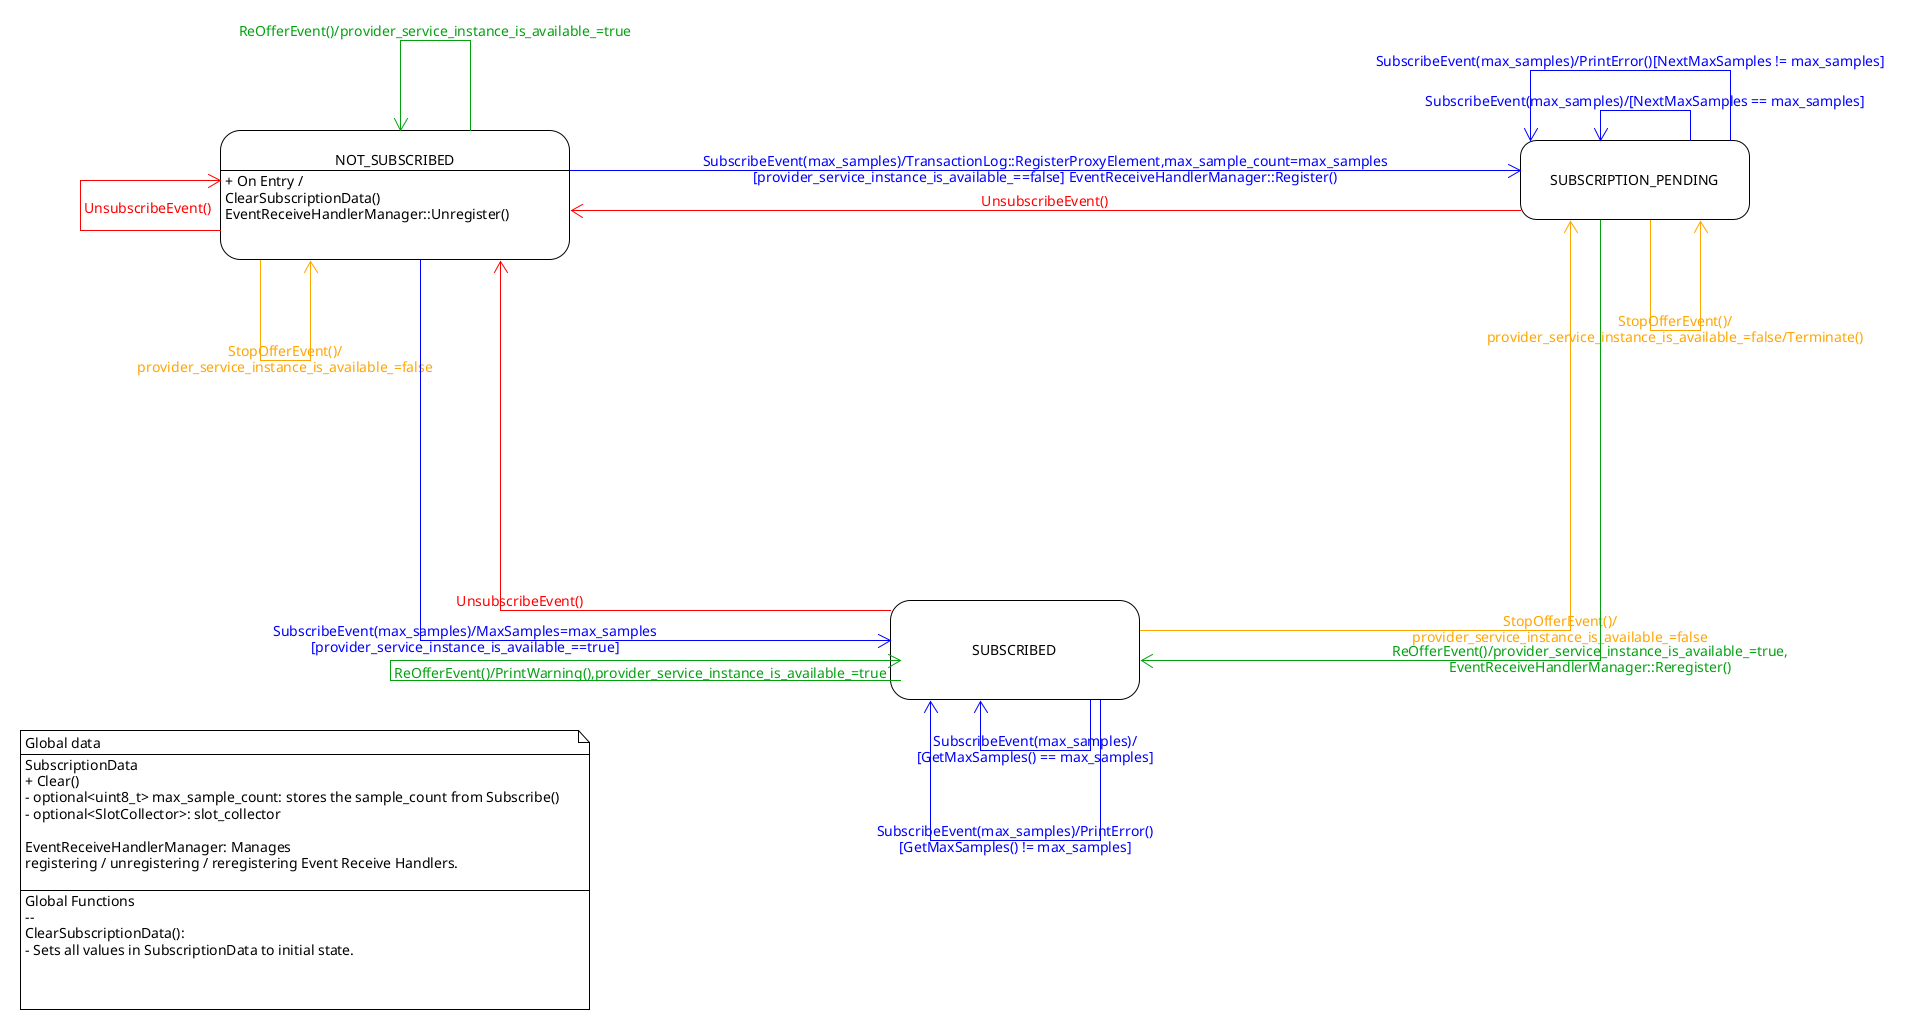 ReOfferEvent()/provider_service_instance_is_available_=true
SubscribeEvent(max_samples)/PrintError()[NextMaxSamples != max_samples]
SubscribeEvent(max_samples)/[NextMaxSamples == max_samples]
NOT_SUBSCRIBED
+ On Entry /
ClearSubscriptionData()
EventReceiveHandlerManager::Unregister()
SubscribeEvent(max_samples)/TransactionLog::RegisterProxyElement,max_sample_count=max_samples
[provider_service_instance_is_available_==false] EventReceiveHandlerManager::Register()
SUBSCRIPTION_PENDING
UnsubscribeEvent()
UnsubscribeEvent()
StopOfferEvent()/
provider_service_instance_is_available_=false
StopOfferEvent()/
provider_service_instance_is_available_=false/Terminate()
UnsubscribeEvent()
SubscribeEvent(max_samples)/MaxSamples=max_samples
[provider_service_instance_is_available_==true]
ReOfferEvent()/PrintWarning(),provider_service_instance_is_available_=true
SUBSCRIBED
StopOfferEvent()/
provider_service_instance_is_available_=false
ReOfferEvent()/provider_service_instance_is_available_=true,
EventReceiveHandlerManager::Reregister()
SubscribeEvent(max_samples)/
[GetMaxSamples() == max_samples]
SubscribeEvent(max_samples)/PrintError()
[GetMaxSamples() != max_samples]
Global data
SubscriptionData
+ Clear()
- optional<uint8_t> max_sample_count: stores the sample_count from Subscribe()
- optional<SlotCollector>: slot_collector
EventReceiveHandlerManager: Manages
registering / unregistering / reregistering Event Receive Handlers.
Global Functions
--
ClearSubscriptionData():
- Sets all values in SubscriptionData to initial state.